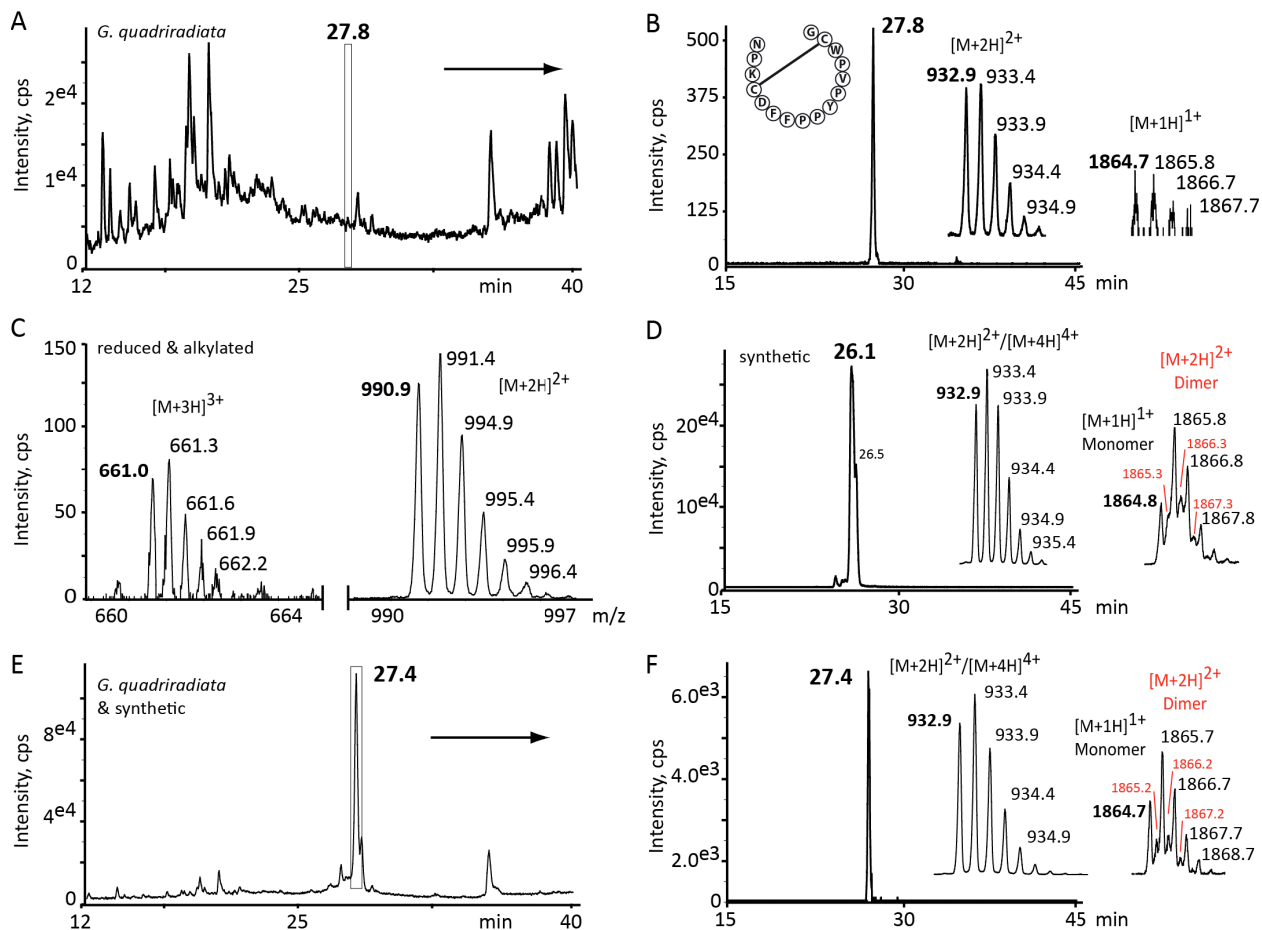 A
G. quadriradiata
27.8
Intensity, cps
2e4
1e4
0
12
25
min
40
B
27.8
Intensity, cps
500
375
250
125
0
15
30
45
min
N
P
K
C
D
F
F
P
P
Y
P
V
P
W
C
G
[M+2H]2+
932.9
933.4
933.9
934.4
934.9
[M+1H]1+
1864.7
1865.8
1866.7
1867.7
C
reduced & alkylated
Intensity, cps
150
100
50
0
[M+3H]3+
661.0
661.3
661.6
661.9
662.2
660
664
[M+2H]2+
990.9
991.4
994.9
995.4
995.9
996.4
990
997
m/z
D
synthetic
26.1
26.5
Intensity, cps
20e4
10e4
0
15
30
45
min
[M+2H]2+/[M+4H]4+
932.9
933.4
933.9
934.4
934.9
935.4
[M+2H]2+
Dimer
[M+1H]1+
Monomer
1864.8
1865.3
1865.8
1866.3
1866.8
1867.3
1867.8
E
G. quadriradiata
& synthetic
27.4
Intensity, cps
8e4
4e4
0
12
25
min
40
F
27.4
Intensity, cps
6.0e3
4.0e3
2.0e3
0
15
30
45
min
[M+2H]2+/[M+4H]4+
932.9
933.4
933.9
934.4
934.9
[M+2H]2+
Dimer
[M+1H]1+
Monomer
1864.7
1865.2
1865.7
1866.2
1866.7
1867.2
1867.7
1868.7